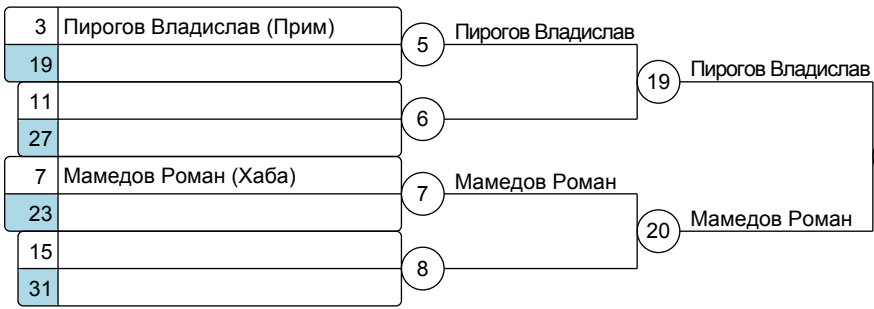 3 Пирогов Владислав (Прим)
5 Пирогов Владислав
19
19 Пирогов Владислав
11
6
27
7 Мамедов Роман (Хаба)
7 Мамедов Роман
23
20 Мамедов Роман
15
8
31